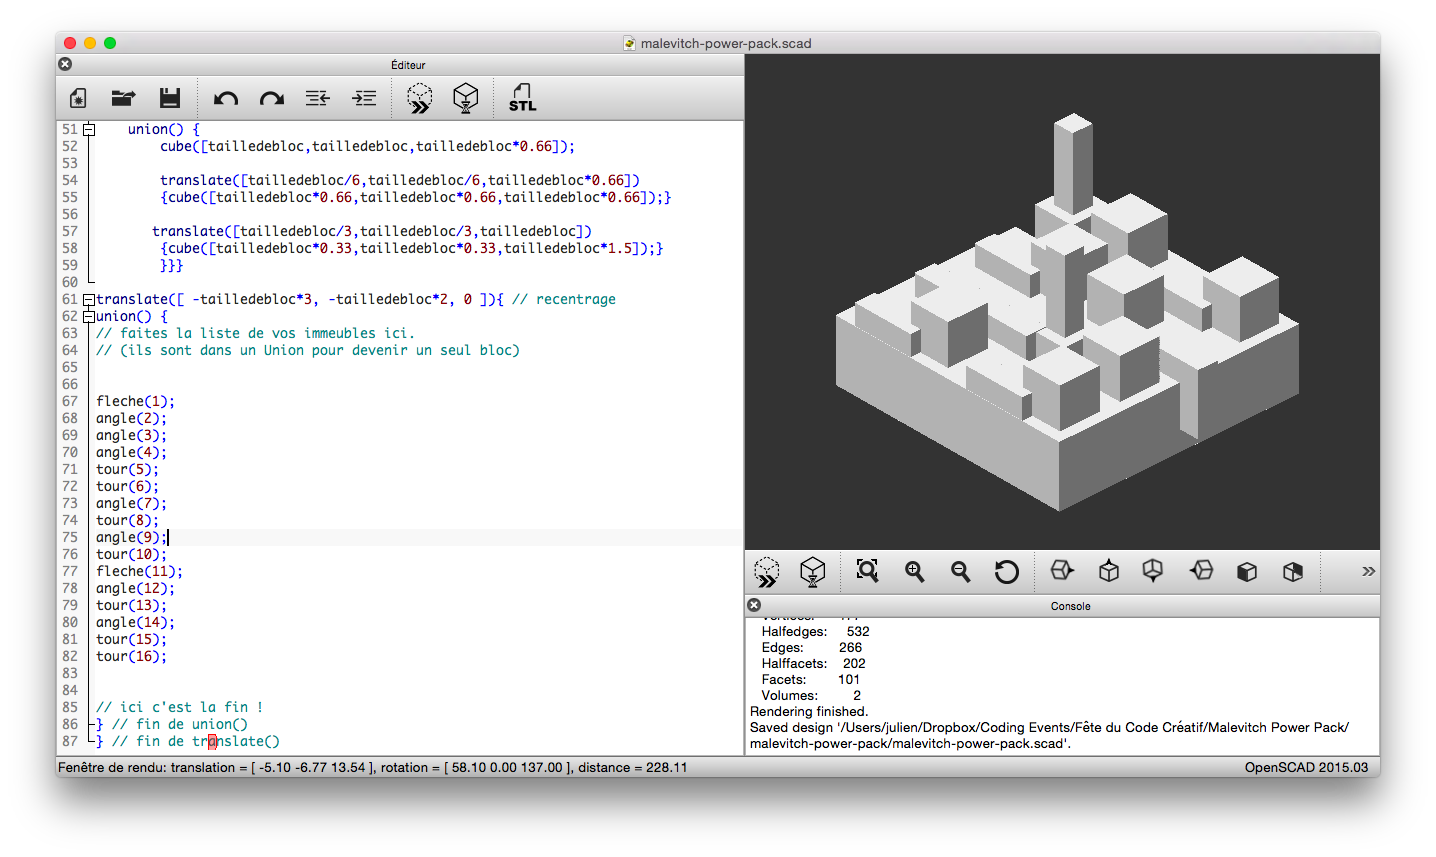 malevitch-power-pack.scad
Éditeur
STL
51 union() {
52 cube([tailledebloc,tailledebloc,tailledebloc*0.66]);
53
54 translate([tailledebloc/6,tailledebloc/6,tailledebloc*0.66])
55 {cube([tailledebloc*0.66,tailledebloc*0.66,tailledebloc*0.66]);}
56
57 translate([tailledebloc/3,tailledebloc/3,tailledebloc])
58 {cube([tailledebloc*0.33,tailledebloc*0.33,tailledebloc*1.5]);}
59 }}}
60
61 translate([ -tailledebloc*3, -tailledebloc*2, 0 ]){ // recentrage
62 union() {
63 // faites la liste de vos immeubles ici.
64 // (ils sont dans un Union pour devenir un seul bloc)
65
66
67 fleche(1);
68 angle(2);
69 angle(3);
70 angle(4);
71 tour(5);
72 tour(6);
73 angle(7);
74 tour(8);
75 angle(9);
76 tour(10);
77 fleche(11);
78 angle(12);
79 tour(13);
80 angle(14);
81 tour(15);
82 tour(16);
83
84
85 // ici c'est la fin !
86 } // fin de union()
87 } // fin de translate()
Console
Halfedges: 532
Edges: 266
Halffacets: 202
Facets: 101
Volumes: 2
Rendering finished.
Saved design '/Users/julien/Dropbox/Coding Events/Fête du Code Créatif/Malevitch Power Pack/
malevitch-power-pack/malevitch-power-pack.scad'.
Fenêtre de rendu: translation = [ -5.10 -6.77 13.54 ], rotation = [ 58.10 0.00 137.00 ], distance = 228.11
OpenSCAD 2015.03